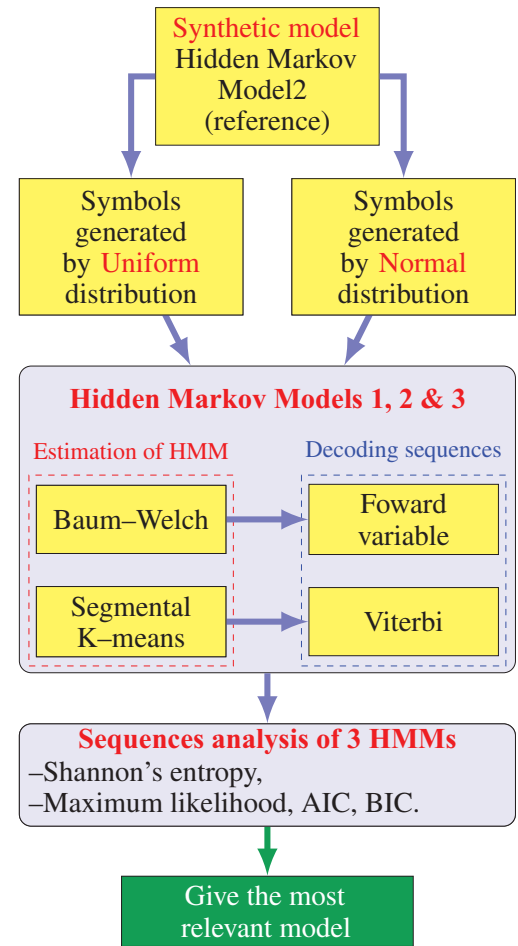 Synthetic model
Hidden Markov
Model2
(reference)
Symbols
generated
by Uniform
distribution
Symbols
generated
by Normal
distribution
Hidden Markov Models 1, 2 & 3
Estimation of HMM
Decoding sequences
Baum–Welch
Foward
variable
Segmental
K–means
Viterbi
Sequences analysis of 3 HMMs
–Shannon's entropy,
–Maximum likelihood, AIC, BIC.
Give the most
relevant model